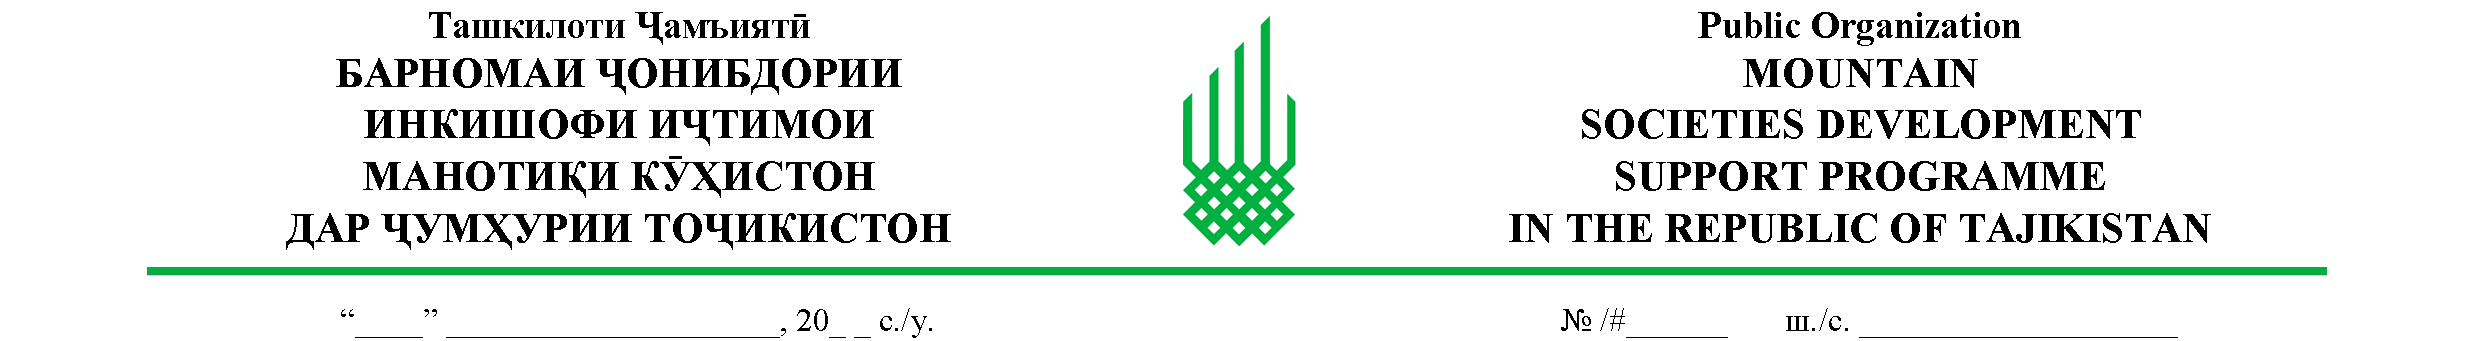 Ташкилоти Ҷамъиятӣ
БАРНОМАИ ҶОНИБДОРИИ
ИНКИШОФИ ИҶТИМОИ
МАНОТИҚИ КӮҲИСТОН
ДАР ҶУМҲУРИИ ТОҶИКИСТОН
Public Organization
MOUNTAIN
SOCIETIES DEVELOPMENT
SUPPORT PROGRAMME
IN THE REPUBLIC OF TAJIKISTAN
“____” ____________________, 20_ _ с./y.
№ /#______ ш./c. ___________________